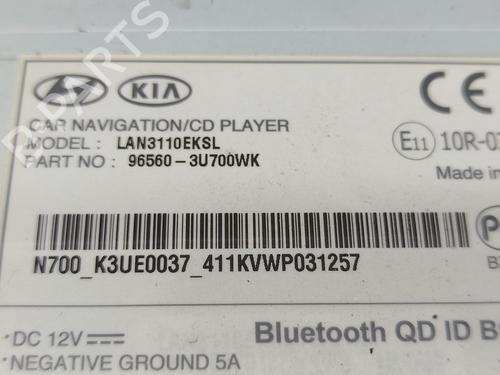 KIA
CAR NAVIGATION/CD PLAYER
MODEL : LAN3110EKSL
PART NO : 96560-3U700WK
CE
E11 10R-03
Made in
N700_K3UE0037_411KVWP031257
DC 12V
Bluetooth QD ID B
*NEGATIVE GROUND 5A